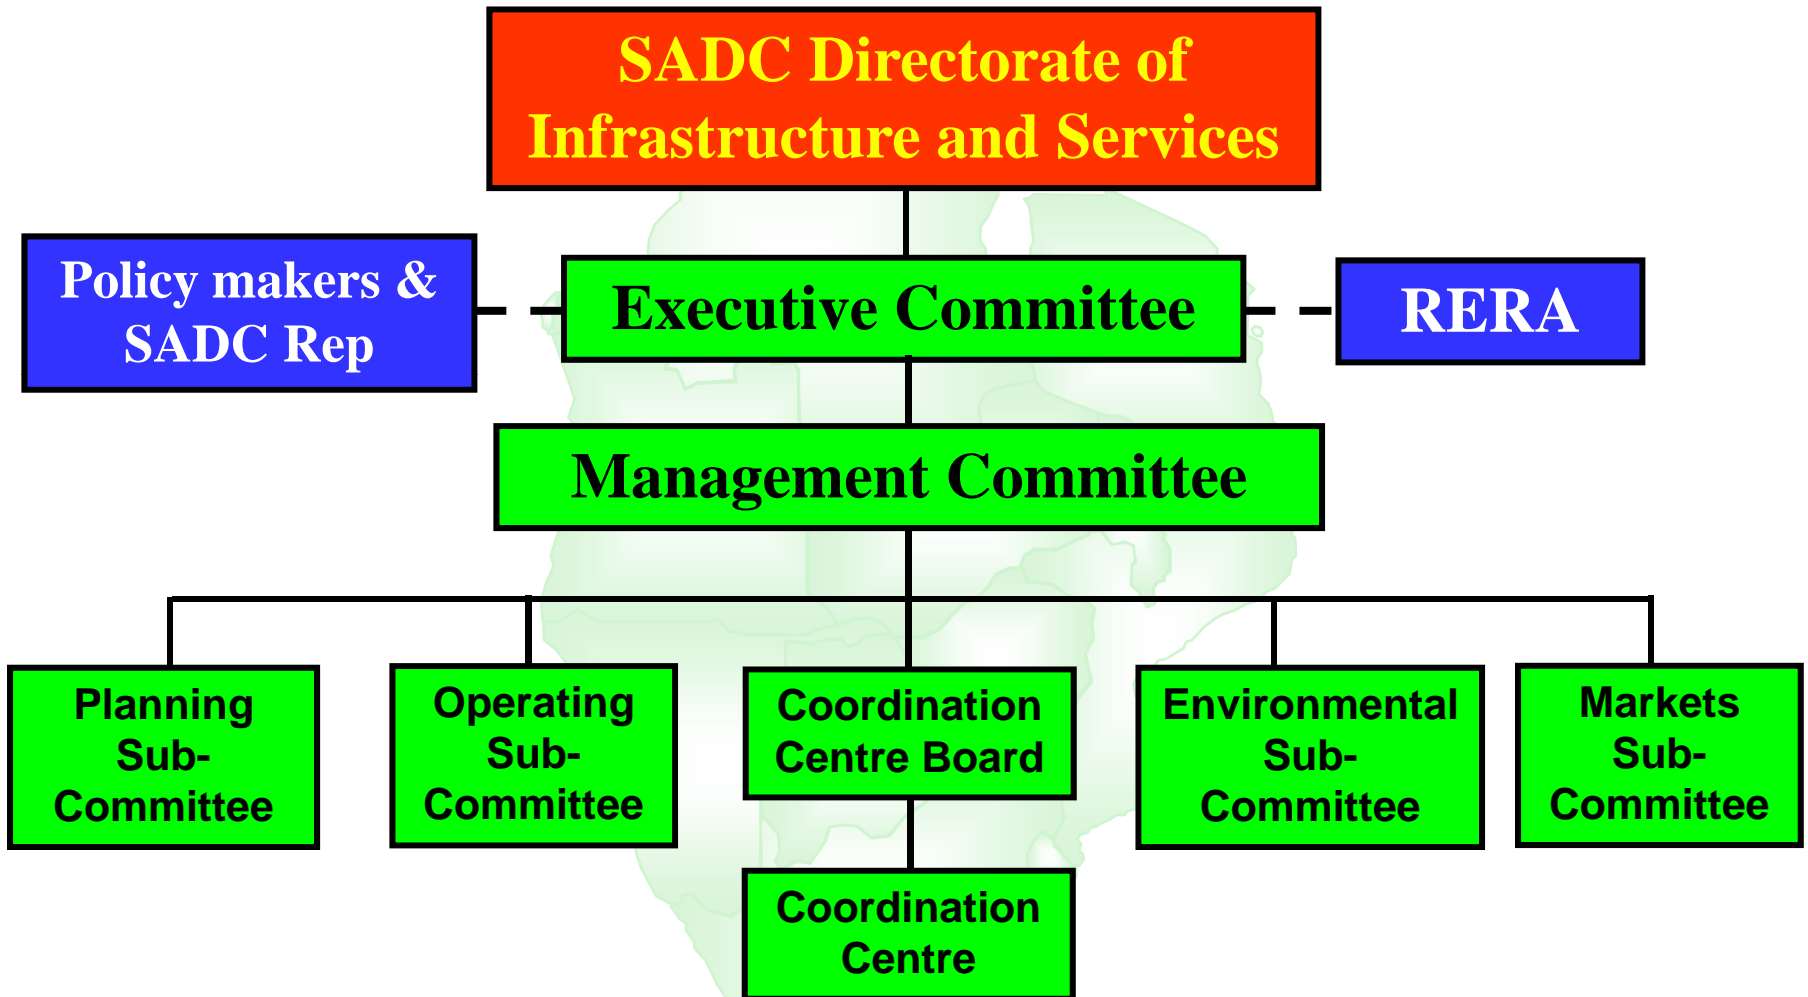 SADC Directorate of
Infrastructure and Services
Policy makers &
SADC Rep
Executive Committee
RERA
Management Committee
Planning
Sub-
Committee
Operating
Sub-
Committee
Coordination
Centre Board
Environmental
Sub-
Committee
Markets
Sub-
Committee
Coordination
Centre